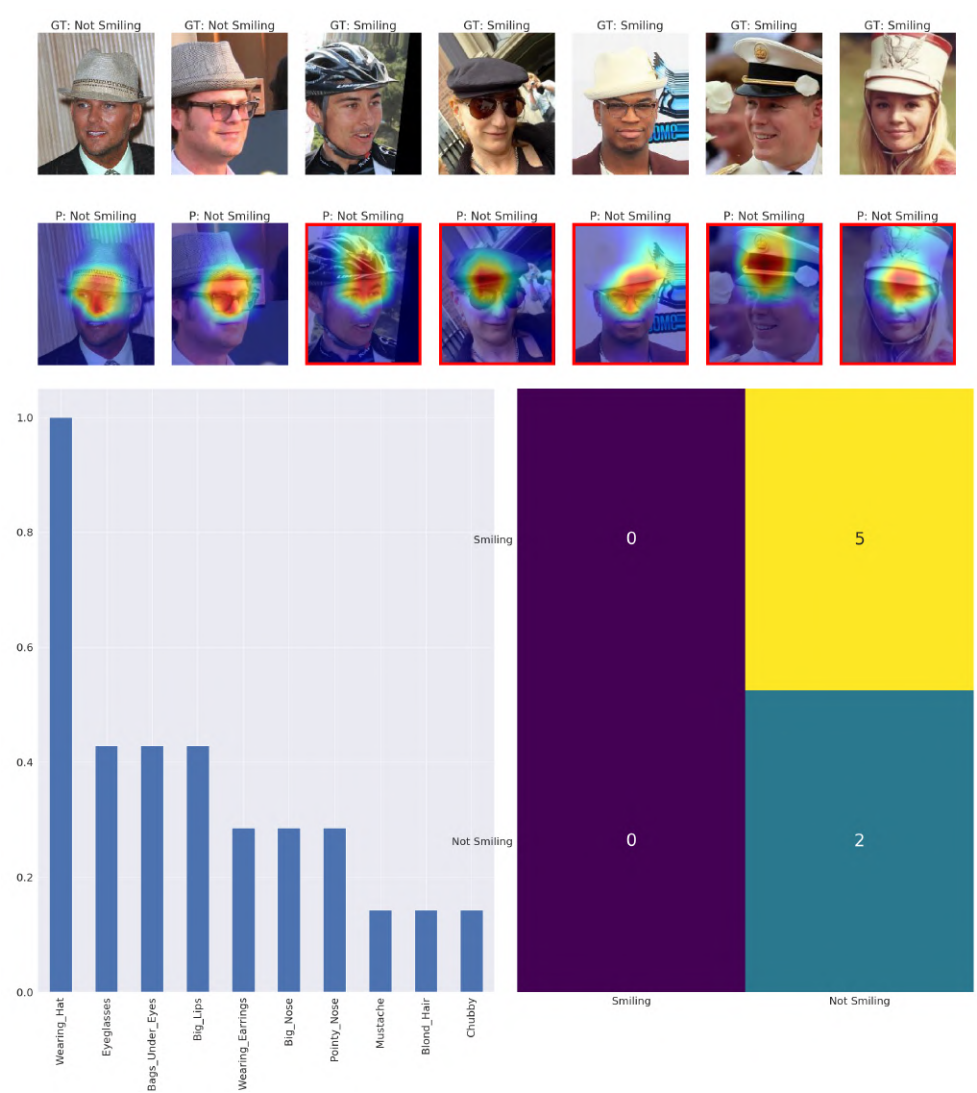 GT: Not Smiling
GT: Not Smiling
GT: Smiling
GT: Smiling
GT: Smiling
GT: Smiling
GT: Smiling
OME
P: Not Smiling
P: Not Smiling
P: Not Smiling
P: Not Smiling
P: Not Smiling
P: Not Smiling
P: Not Smiling
OME
1.0
0.8
0.6
0.4
0.2
0.0
Wearing_Hat
Eyeglasses
Bags_Under_Eyes
Big_Lips
Wearing_Earrings
Big_Nose
Pointy_Nose
Mustache
Blond_Hair
Chubby
Smiling
0
5
Not Smiling
0
2
Smiling
Not Smiling